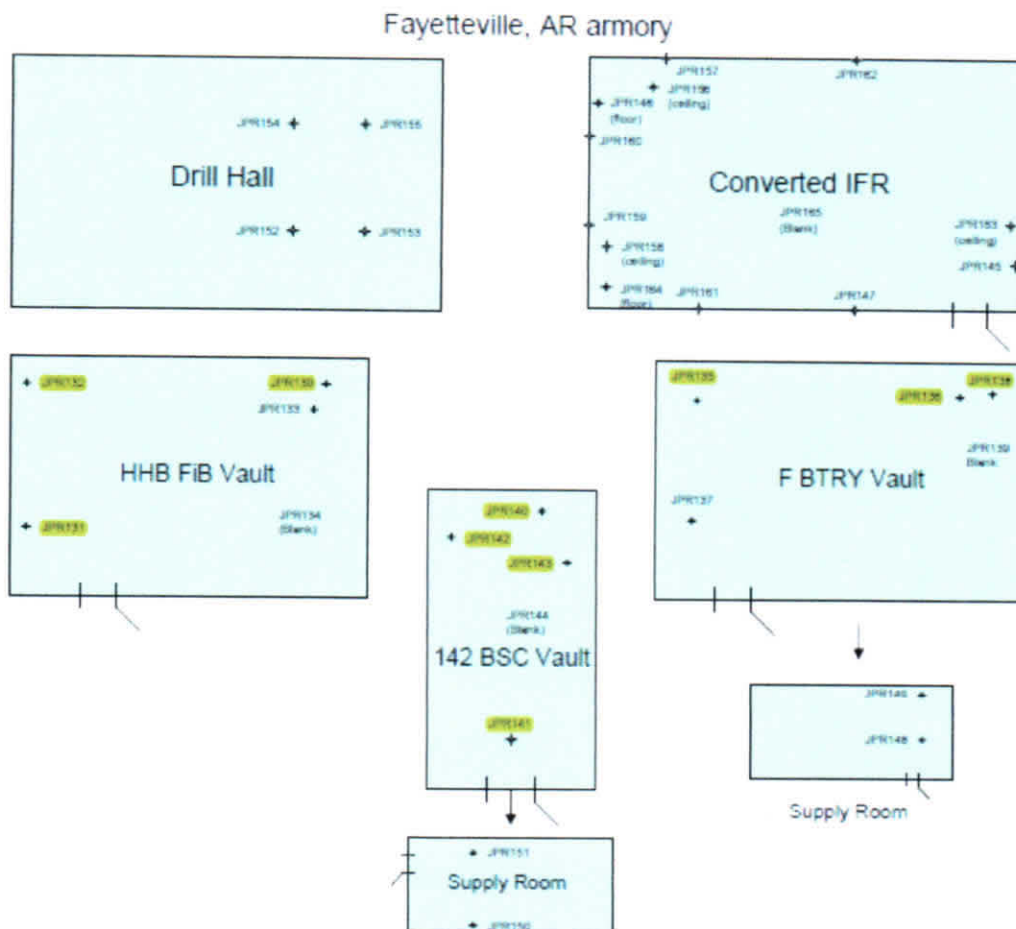 Fayetteville, AR armory
JPR154
JPR155
Drill Hall
JPR152
JPR153
JPR157
JPR162
JPR156
(ceiling)
JPR146
(floor)
JPR160
Converted IFR
JPR159
JPR165
(Blank)
JPR163
(ceiling)
JPR158
(ceiling)
JPR145
JPR164
(floor)
JPR161
JPR147
JPR132
JPR133
HHB FiB Vault
JPR131
JPR134
(Blank)
JPR135
JPR136
JPR138
JPR139
Blank
F BTRY Vault
JPR137
JPR140
JPR142
JPR143
JPR144
(Blank)
142 BSC Vault
JPR141
JPR149
JPR148
Supply Room
JPR151
Supply Room
JPR150